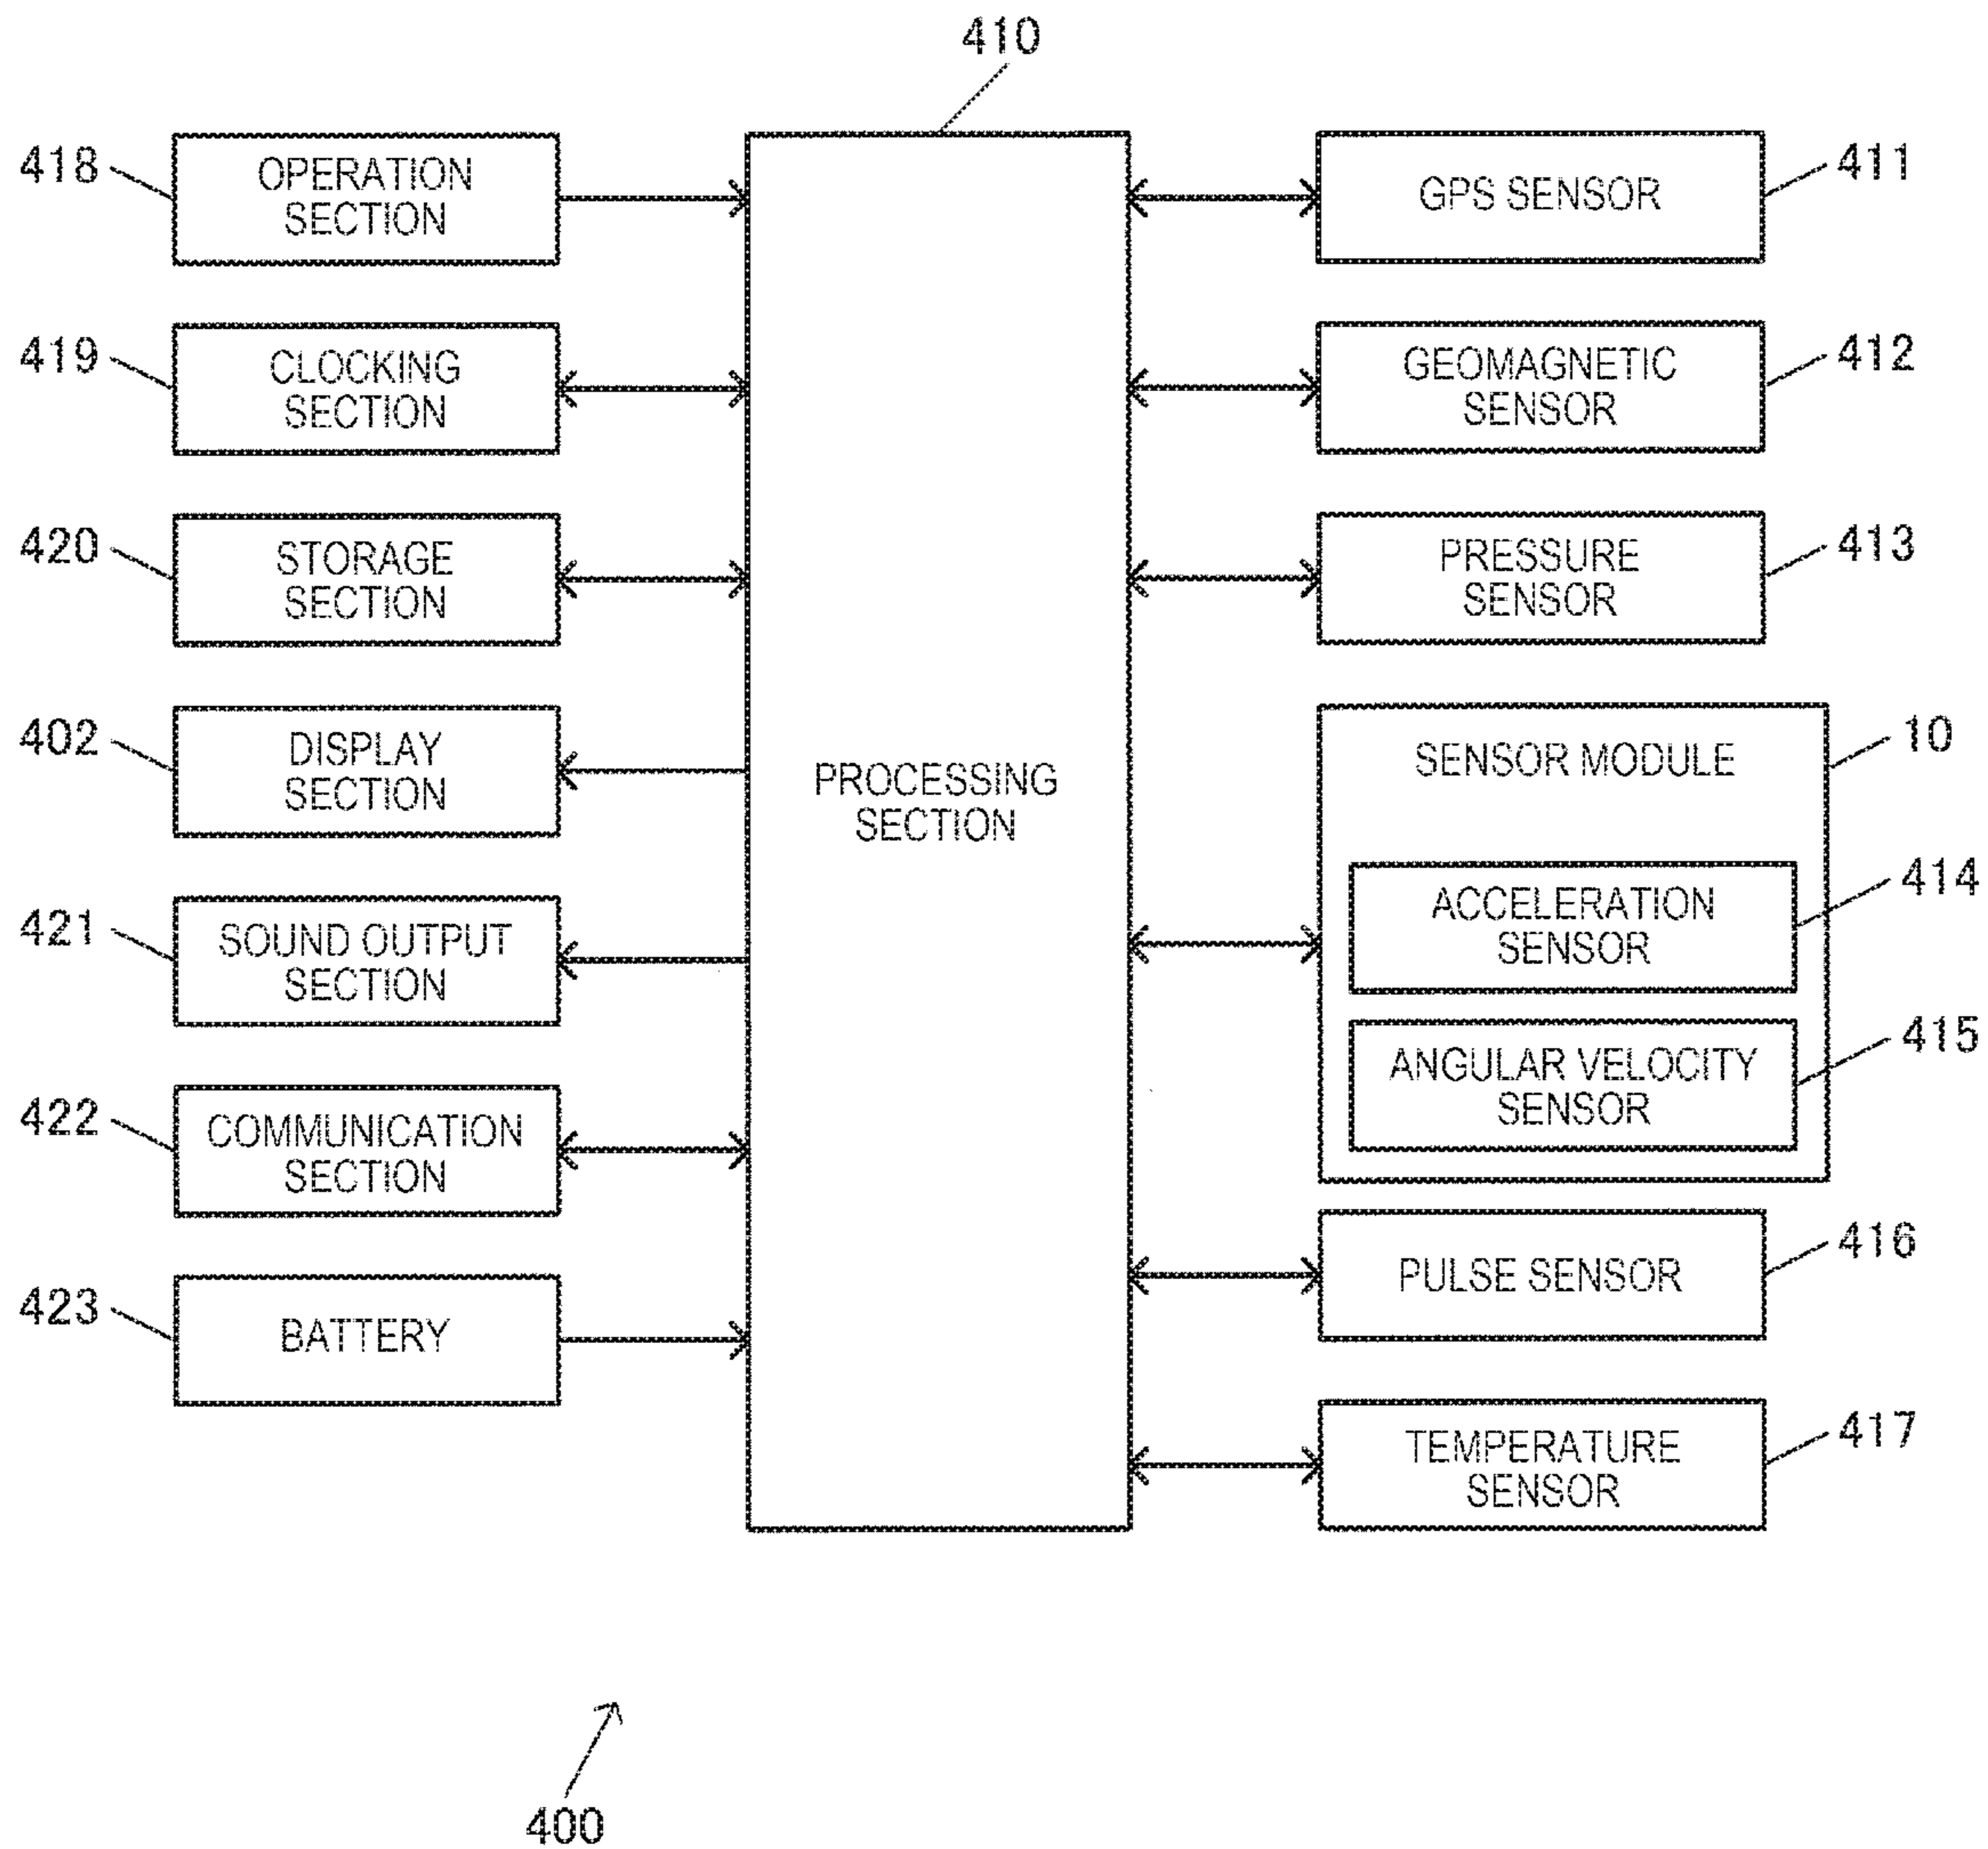 410
418
OPERATION
SECTION
419
CLOCKING
SECTION
420
STORAGE
SECTION
402
DISPLAY
SECTION
421
SOUND OUTPUT
SECTION
422
COMMUNICATION
SECTION
423
BATTERY
PROCESSING
SECTION
GPS SENSOR
411
GEOMAGNETIC
SENSOR
412
PRESSURE
SENSOR
413
SENSOR MODULE
10
ACCELERATION
SENSOR
414
ANGULAR VELOCITY
SENSOR
415
PULSE SENSOR
416
TEMPERATURE
SENSOR
417
400